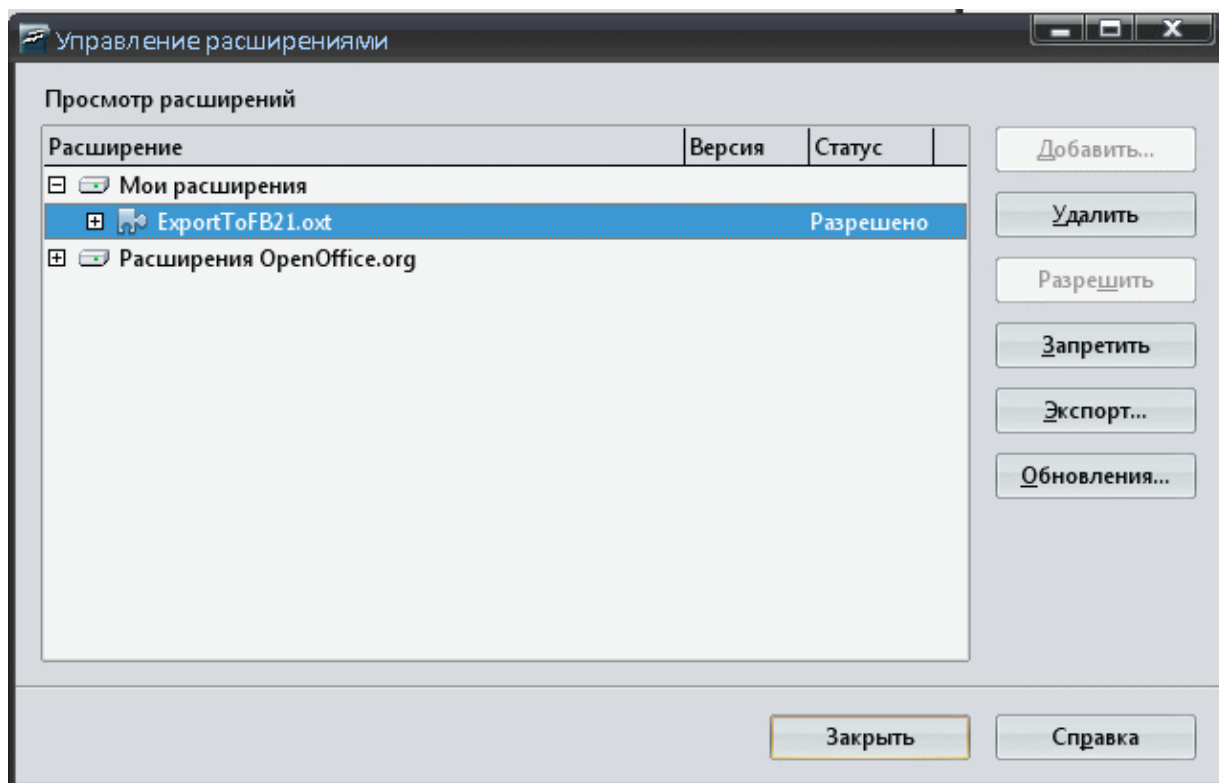 Управление расширениями
Просмотр расширений
Расширение Версия Статус
Мои расширения
ExportToFB21.oxt Разрешено
Расширения OpenOffice.org
Добавить...
Удалить
Разрешить
Запретить
Экспорт...
Обновления...
Закрыть Справка